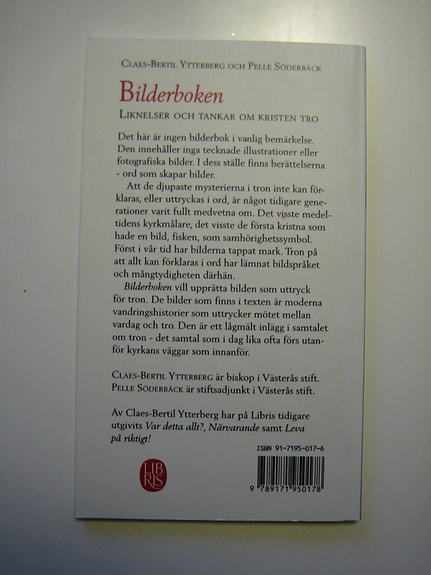 CLAES-BERTIL YTTERBERG OCH PELLE SÖDERBÄCK
Bilderboken
LIKNELSER OCH TANKAR OM KRISTEN TRO
Det här är ingen bilderbok i vanlig bemärkelse.
Den innehåller inga tecknade illustrationer eller
fotografiska bilder. I dess ställe finns berättelserna
- ord som skapar bilder.
Att de djupaste mysterierna i tron inte kan för-
klaras, eller uttryckas i ord, är något tidigare gene-
rationer varit fullt medvetna om. Det visste medel-
tidens kyrkmålare, det visste de första kristna som
hade en bild, fisken, som samhörighetssymbol.
Först i vår tid har bilderna tappat mark. Tron på
att allt kan förklaras i ord har lämnat bildspråket
och mångtydigheten därhän.
Bilderboken vill upprätta bilden som uttryck
för tron. De bilder som finns i texten är moderna
vandringshistorier som uttrycker mötet mellan
vardag och tro. Den är ett lågmält inlägg i samtalet
om tron - det samtal som i dag lika ofta förs utan-
för kyrkans väggar som innanför.
CLAES-BERTIL YTTERBERG är biskop i Västerås stift.
PELLE SÖDERBÄCK är stiftsadjunkt i Västerås stift.
Av Claes-Bertil Ytterberg har på Libris tidigare
utgivits Var detta allt?, Närvarande samt Leva
på riktigt!
ISBN 91-7195-017-6
LIB
RIS
9 789171 950178